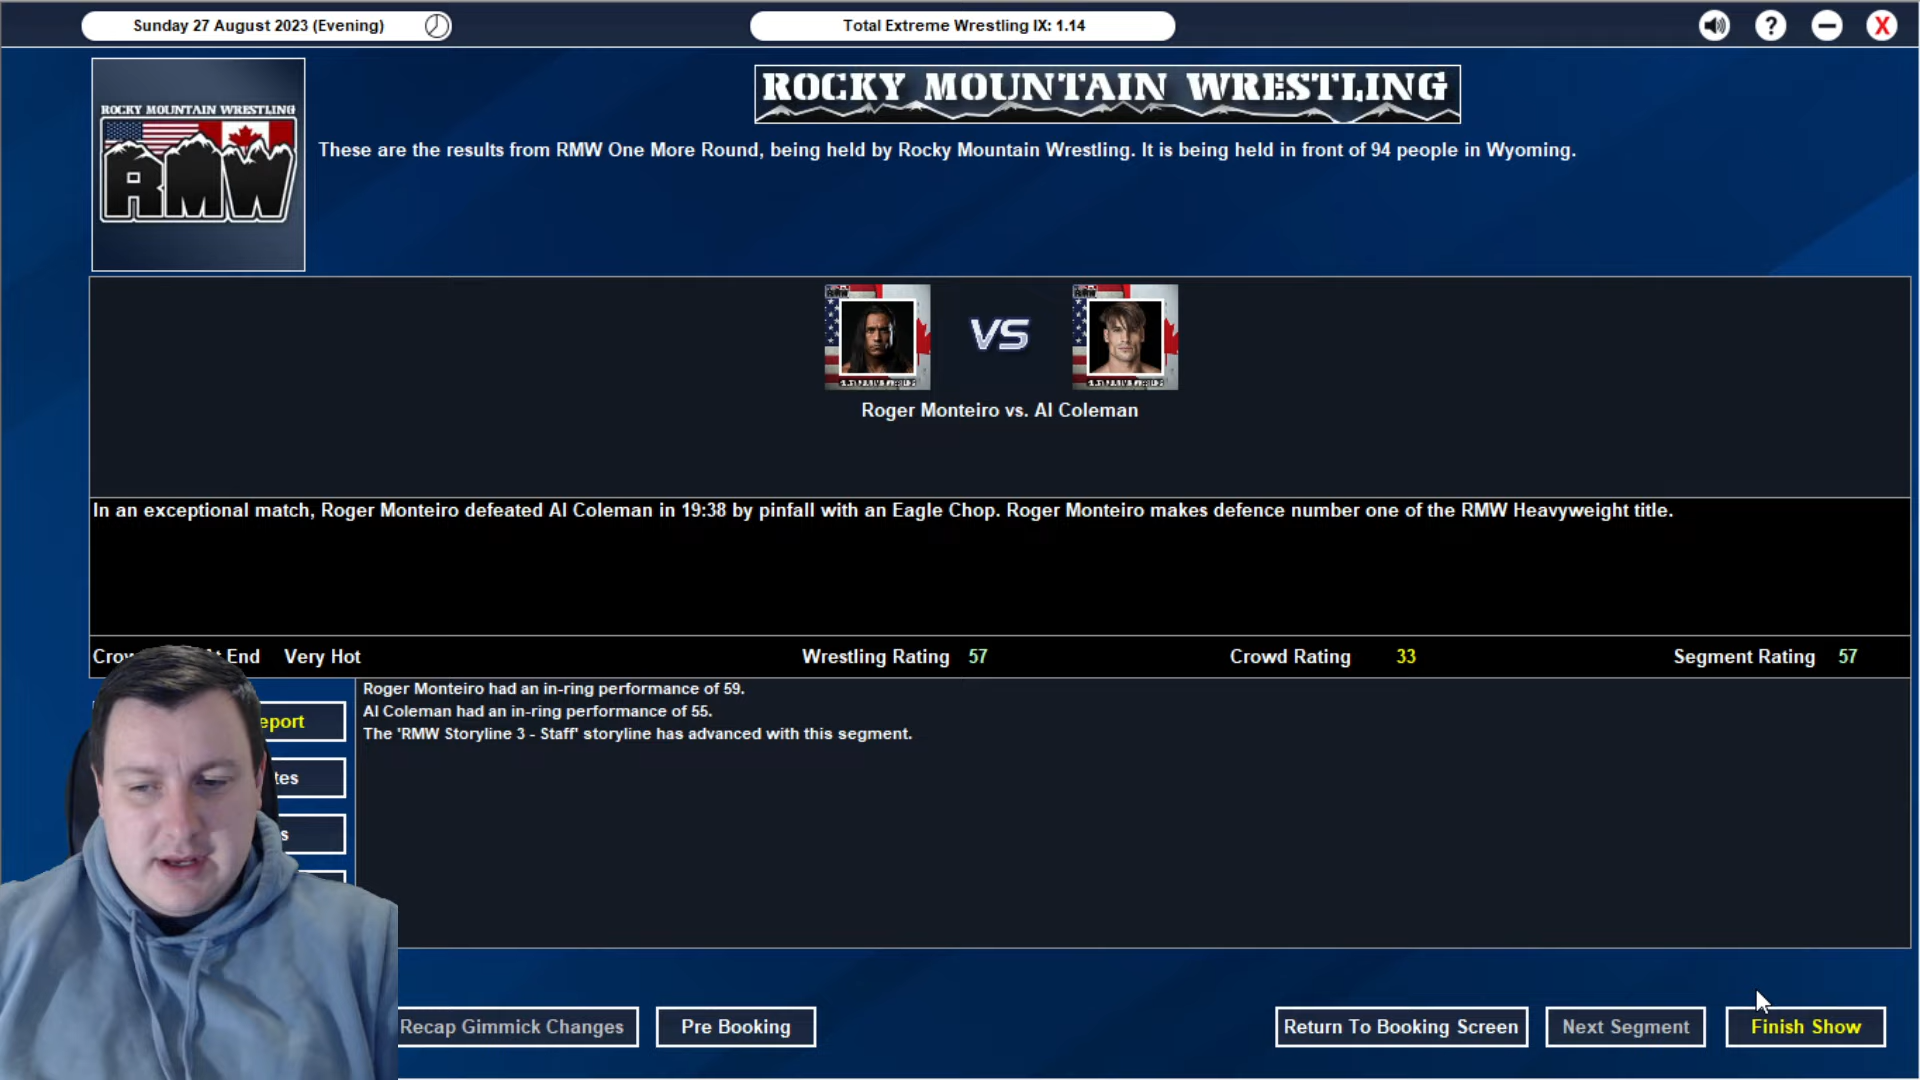 Sunday 27 August 2023 (Evening)
Total Extreme Wrestling IX: 1.14
?
X
ROCKY MOUNTAIN WRESTLING
RMW
ROCKY MOUNTAIN WRESTLING
These are the results from RMW One More Round, being held by Rocky Mountain Wrestling. It is being held in front of 94 people in Wyoming.
VS
Roger Monteiro vs. Al Coleman
In an exceptional match, Roger Monteiro defeated Al Coleman in 19:38 by pinfall with an Eagle Chop. Roger Monteiro makes defence number one of the RMW Heavyweight title.
End Very Hot Wrestling Rating 57 Crowd Rating 33 Segment Rating 57
Roger Monteiro had an in-ring performance of 59.
Al Coleman had an in-ring performance of 55.
The 'RMW Storyline 3 - Staff' storyline has advanced with this segment.
Recap Gimmick Changes
Pre Booking
Return To Booking Screen
Next Segment
Finish Show